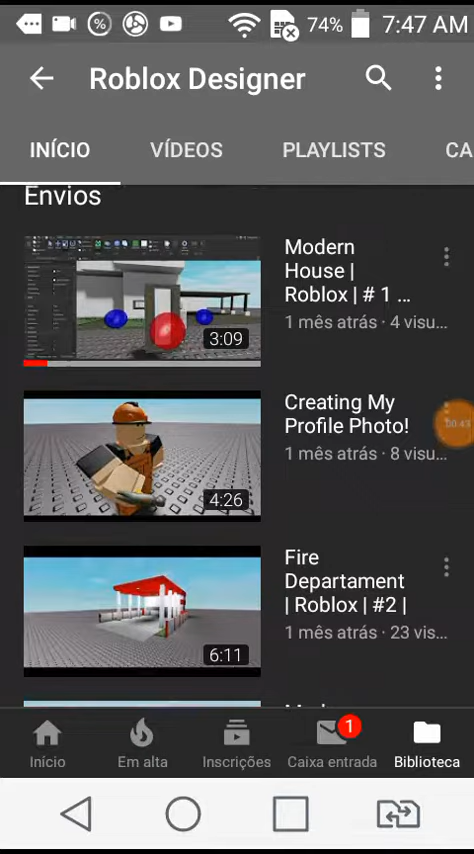 74% 7:47 AM
Roblox Designer
INÍCIO VÍDEOS PLAYLISTS CA
Envios
Modern
House |
Roblox | # 1 ...
1 mês atrás · 4 visu...
3:09
Creating My
Profile Photo!
1 mês atrás · 8 visu...
4:26
00:43
Fire
Departament
| Roblox | #2 |
1 mês atrás · 23 vis...
6:11
1
Início Em alta Inscrições Caixa entrada Biblioteca